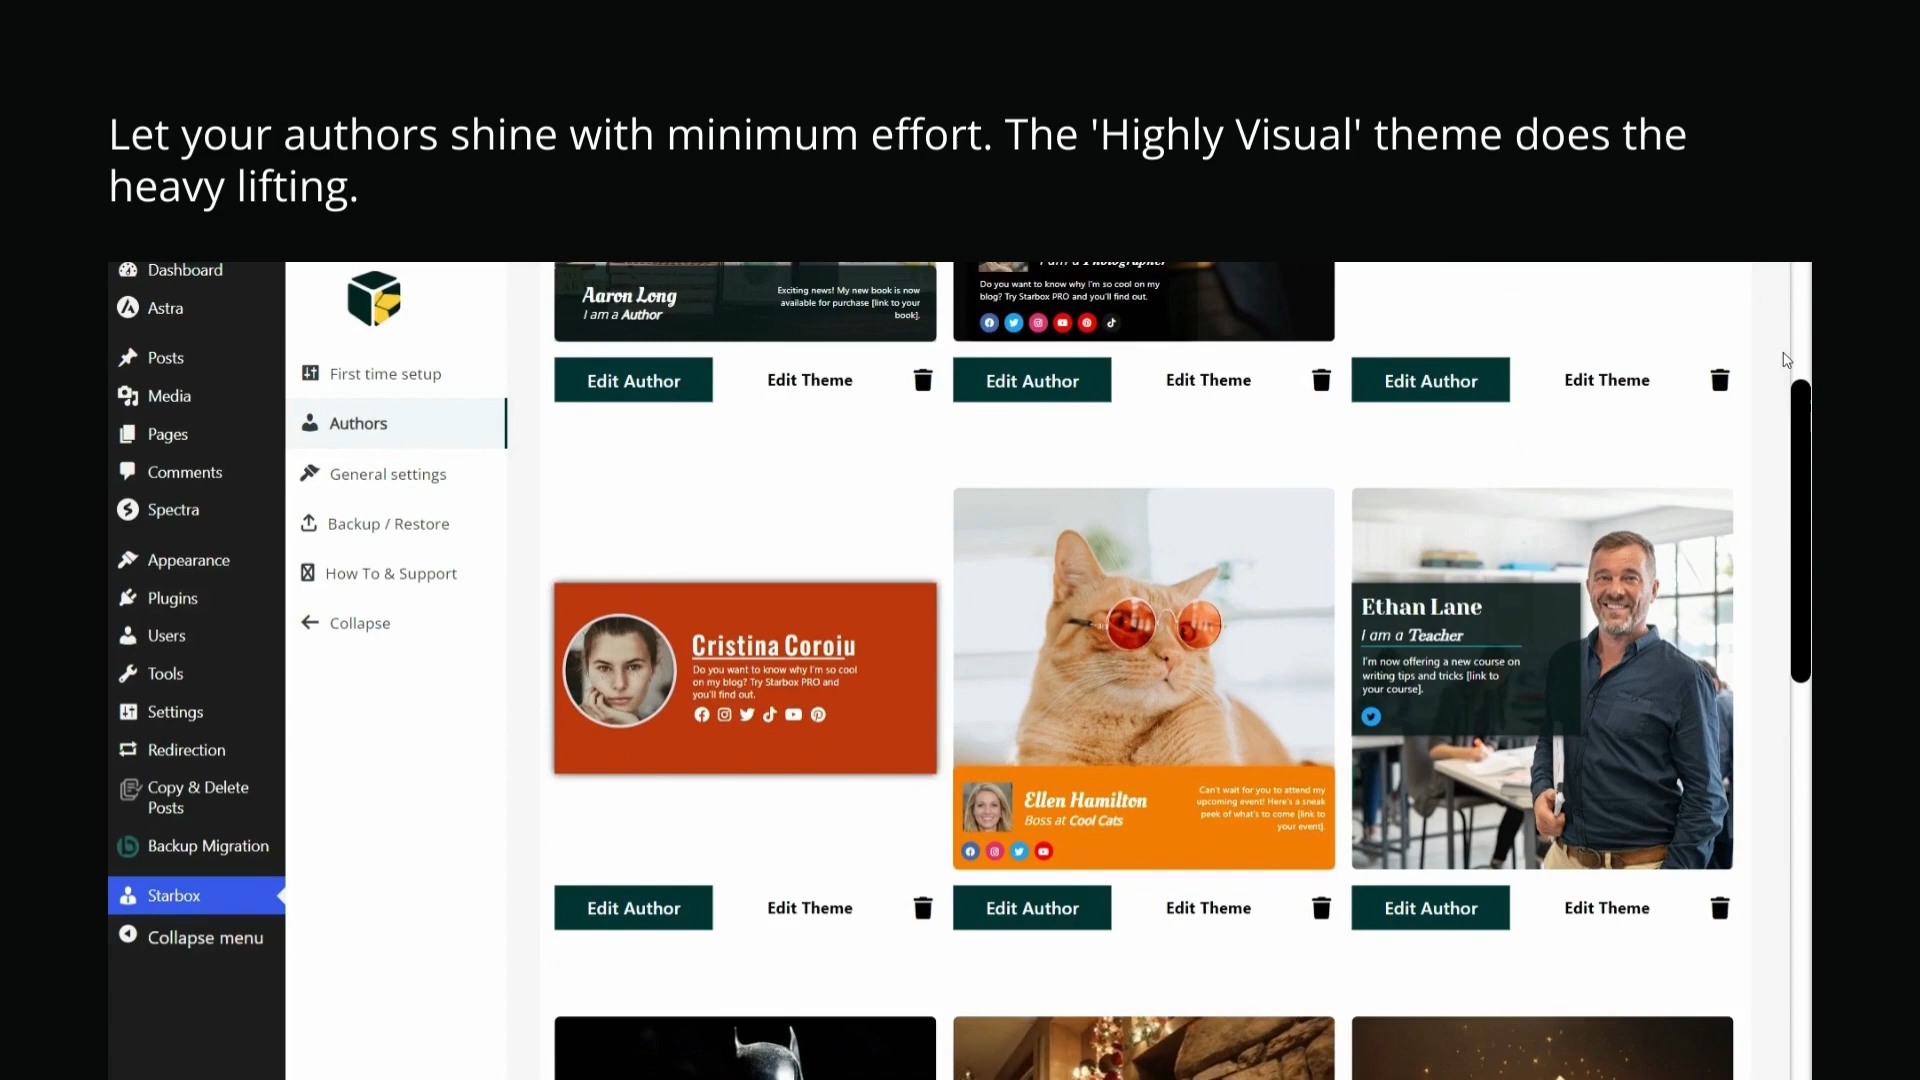 Let your authors shine with minimum effort. The 'Highly Visual' theme does the
heavy lifting.
Dashboard
Astra
Posts
Media
Pages
Comments
Spectra
Appearance
Plugins
Users
Tools
Settings
Redirection
Copy & Delete
Posts
Backup Migration
Starbox
Collapse menu
First time setup
Authors
General settings
Backup / Restore
How To & Support
Collapse
Aaron Long
I am a Author
Exciting news! My new book is now
available for purchase [link to your
book].
I am a Photographer
Do you want to know why I'm so cool on my
blog? Try Starbox PRO and you'll find out.
Edit Author
Edit Theme
Edit Author
Edit Theme
Edit Author
Edit Theme
Cristina Coroiu
Do you want to know why I'm so cool
on my blog? Try Starbox PRO and
you'll find out.
Ellen Hamilton
Boss at Cool Cats
Can't wait for you to attend my
upcoming event! Here's a sneak
peek of what's to come [link to
your event].
Ethan Lane
I am a Teacher
I'm now offering a new course on
writing tips and tricks [link to
your course].
Edit Author
Edit Theme
Edit Author
Edit Theme
Edit Author
Edit Theme